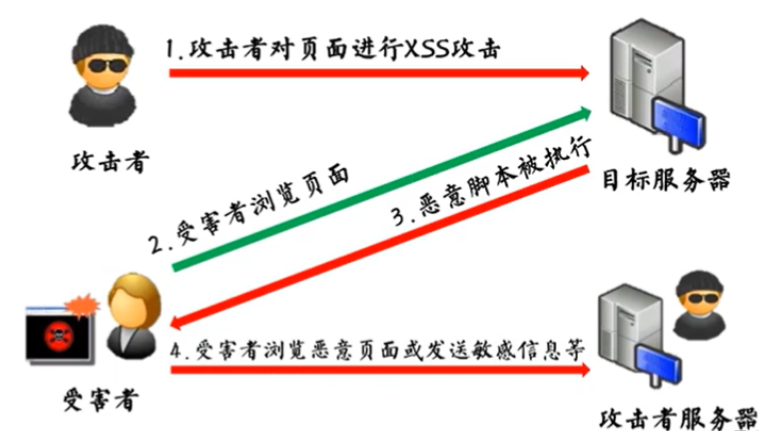 1.攻击者对页面进行XSS攻击
攻击者
目标服务器
2.受害者浏览页面
3.恶意脚本被执行
4.受害者浏览恶意页面或发送敏感信息等
受害者
攻击者服务器